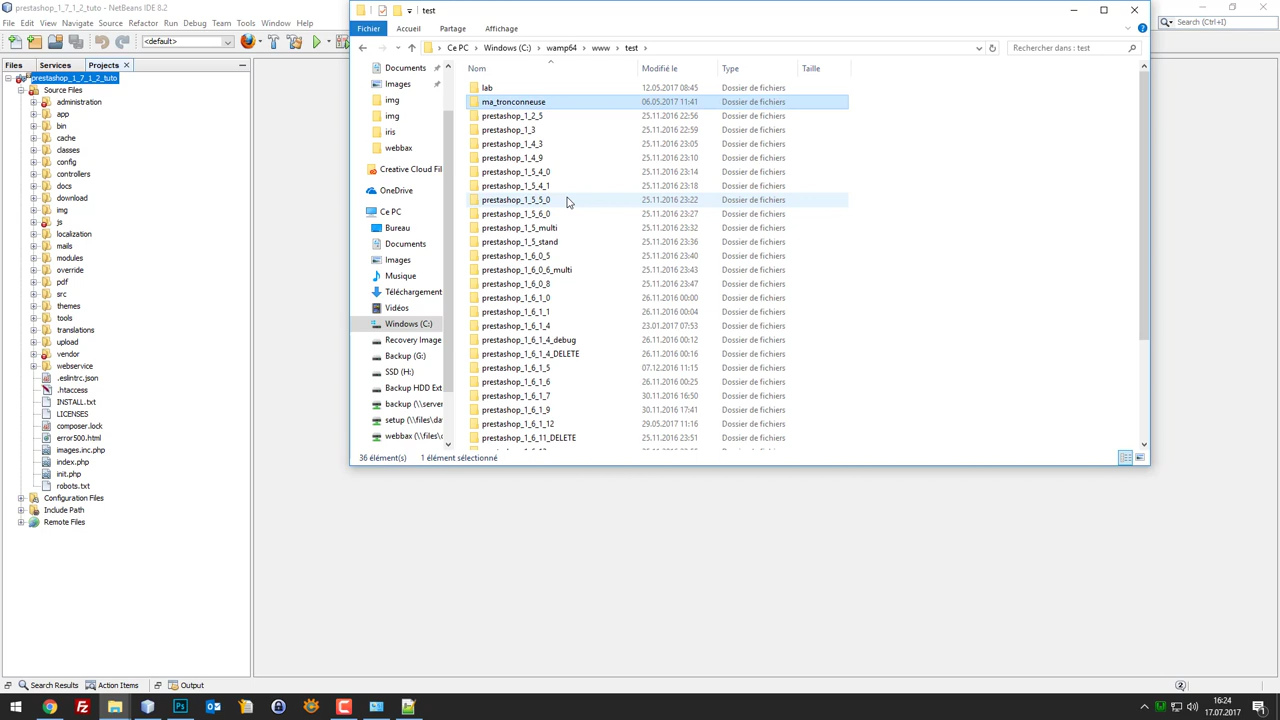 prestashop_1_7_1_2_tuto - NetBeans IDE 8.2
File Edit View Navigate Source Refactor Run Debug Team Tools Window
<default>
Search (Ctrl+I)
Files Services Projects
prestashop_1_7_1_2_tuto
Source Files
administration
app
bin
cache
classes
config
controllers
docs
download
img
js
localization
mails
modules
override
pdf
src
themes
tools
translations
upload
vendor
webservice
.eslintrc.json
.htaccess
INSTALL.txt
LICENSES
composer.lock
error500.html
images.inc.php
index.php
init.php
robots.txt
Configuration Files
Include Path
Remote Files
test
Fichier Accueil Partage Affichage
Ce PC Windows (C:) wamp64 www test
Rechercher dans : test
Documents
Images
img
img
iris
webbax
Creative Cloud Fil
OneDrive
Ce PC
Bureau
Documents
Images
Musique
Téléchargement
Vidéos
Windows (C:)
Recovery Image
Backup (G:)
SSD (H:)
Backup HDD Ext
backup (\\server
setup (\\files\da
webbax (\\files\c
Nom Modifié le Type Taille
lab 12.05.2017 08:45 Dossier de fichiers
ma_tronconneuse 06.05.2017 11:41 Dossier de fichiers
prestashop_1_2_5 25.11.2016 22:56 Dossier de fichiers
prestashop_1_3 25.11.2016 22:59 Dossier de fichiers
prestashop_1_4_3 25.11.2016 23:05 Dossier de fichiers
prestashop_1_4_9 25.11.2016 23:10 Dossier de fichiers
prestashop_1_5_4_0 25.11.2016 23:14 Dossier de fichiers
prestashop_1_5_4_1 25.11.2016 23:18 Dossier de fichiers
prestashop_1_5_5_0 25.11.2016 23:22 Dossier de fichiers
prestashop_1_5_6_0 25.11.2016 23:27 Dossier de fichiers
prestashop_1_5_multi 25.11.2016 23:32 Dossier de fichiers
prestashop_1_5_stand 25.11.2016 23:36 Dossier de fichiers
prestashop_1_6_0_5 25.11.2016 23:40 Dossier de fichiers
prestashop_1_6_0_6_multi 25.11.2016 23:43 Dossier de fichiers
prestashop_1_6_0_8 25.11.2016 23:47 Dossier de fichiers
prestashop_1_6_1_0 26.11.2016 00:00 Dossier de fichiers
prestashop_1_6_1_1 26.11.2016 00:04 Dossier de fichiers
prestashop_1_6_1_4 23.01.2017 07:53 Dossier de fichiers
prestashop_1_6_1_4_debug 26.11.2016 00:12 Dossier de fichiers
prestashop_1_6_1_4_DELETE 26.11.2016 00:16 Dossier de fichiers
prestashop_1_6_1_5 07.12.2016 11:15 Dossier de fichiers
prestashop_1_6_1_6 26.11.2016 00:25 Dossier de fichiers
prestashop_1_6_1_7 30.11.2016 16:50 Dossier de fichiers
prestashop_1_6_1_9 30.11.2016 17:41 Dossier de fichiers
prestashop_1_6_1_12 29.05.2017 11:16 Dossier de fichiers
prestashop_1_6_11_DELETE 25.11.2016 23:51 Dossier de fichiers
36 élément(s) 1 élément sélectionné
Search Results Action Items Output
2
16:24
17.07.2017